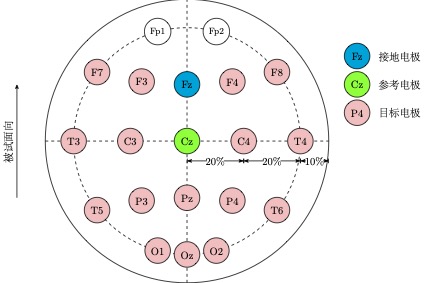 Fp1 Fp2
F7 F3 Fz F4 F8
T3 C3 Cz C4 T4
20% 20% 10%
T5 P3 Pz P4 T6
O1 Oz O2
被试面向
Fz 接地电极
Cz 参考电极
P4 目标电极